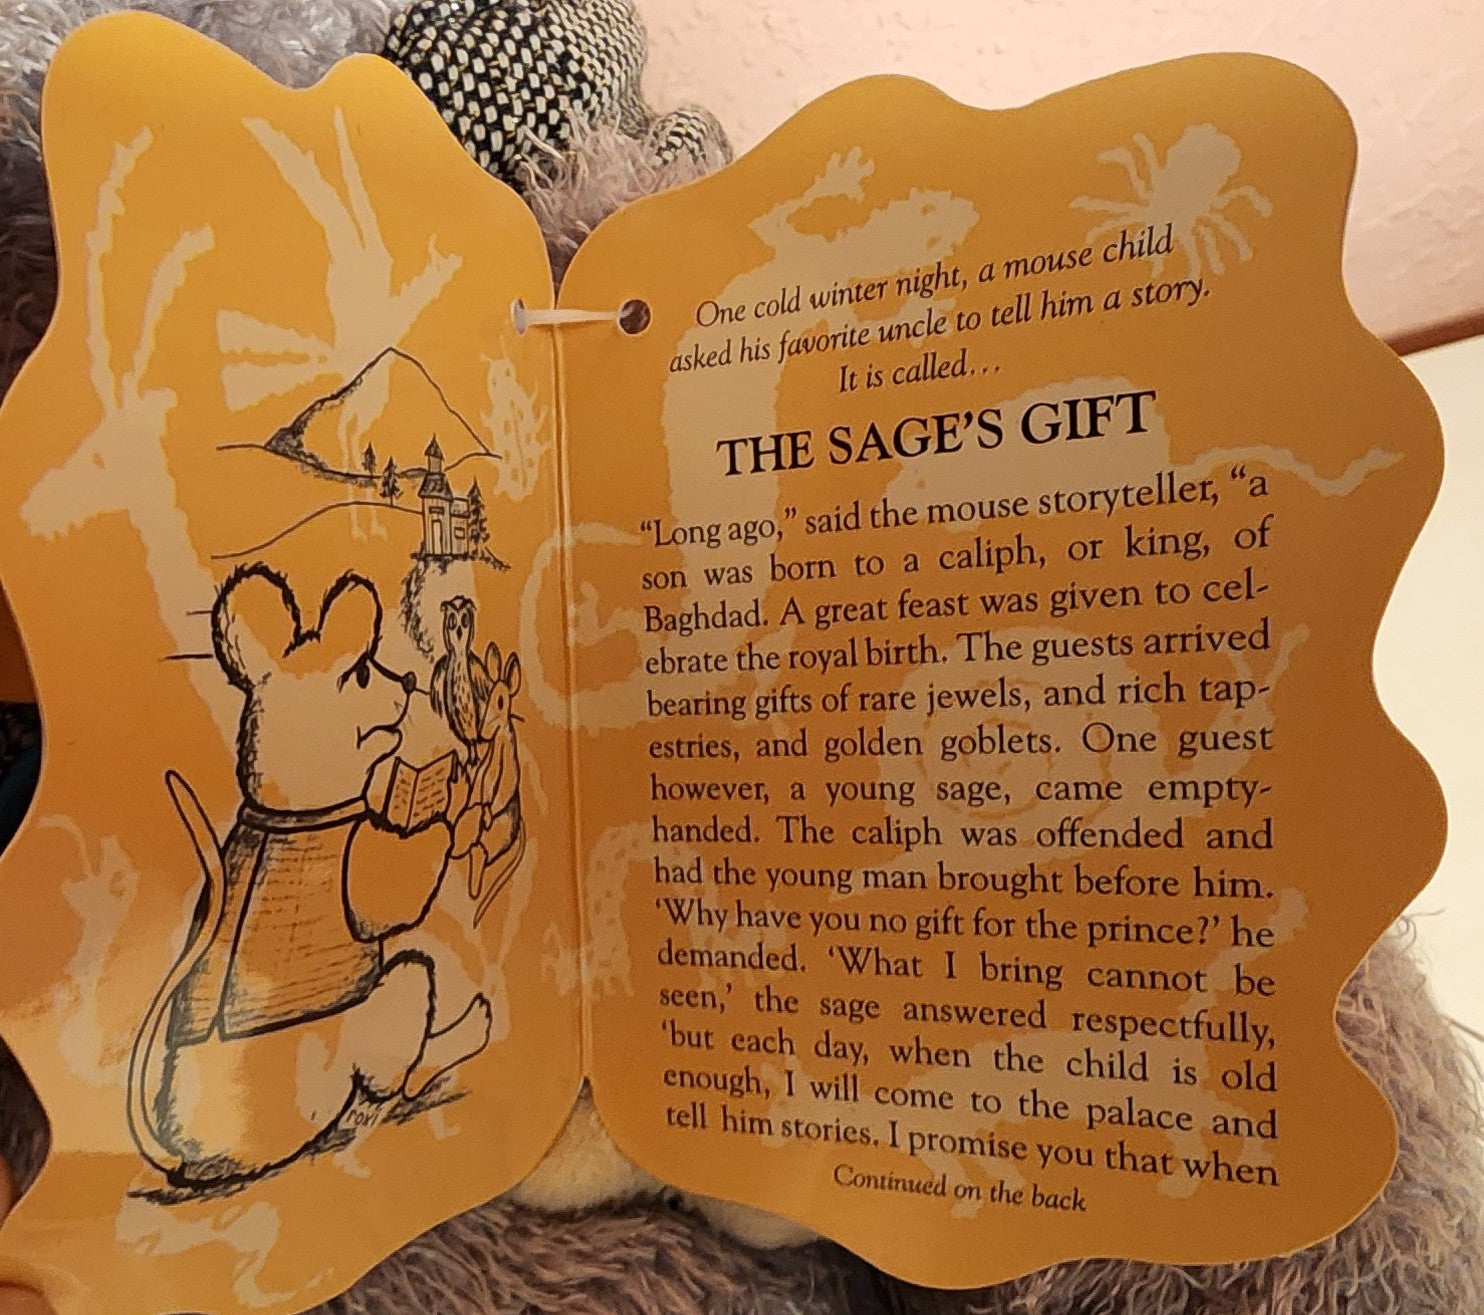 One cold winter night, a mouse child
asked his favorite uncle to tell him a story.
It is called...
THE SAGE'S GIFT
“Long ago,” said the mouse storyteller, “a
son was born to a caliph, or king, of
Baghdad. A great feast was given to cel-
ebrate the royal birth. The guests arrived
bearing gifts of rare jewels, and rich tap-
estries, and golden goblets. One guest
however, a young sage, came empty-
handed. The caliph was offended and
had the young man brought before him.
‘Why have you no gift for the prince?’ he
demanded. ‘What I bring cannot be
seen,’ the sage answered respectfully,
‘but each day, when the child is old
enough, I will come to the palace and
tell him stories. I promise you that when
Continued on the back
roxi